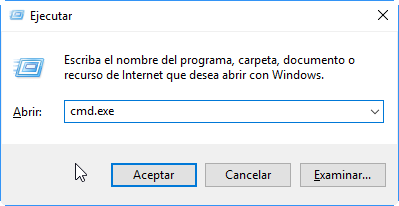 Ejecutar
Escriba el nombre del programa, carpeta, documento o
recurso de Internet que desea abrir con Windows.
Abrir: cmd.exe
Aceptar Cancelar Examinar...